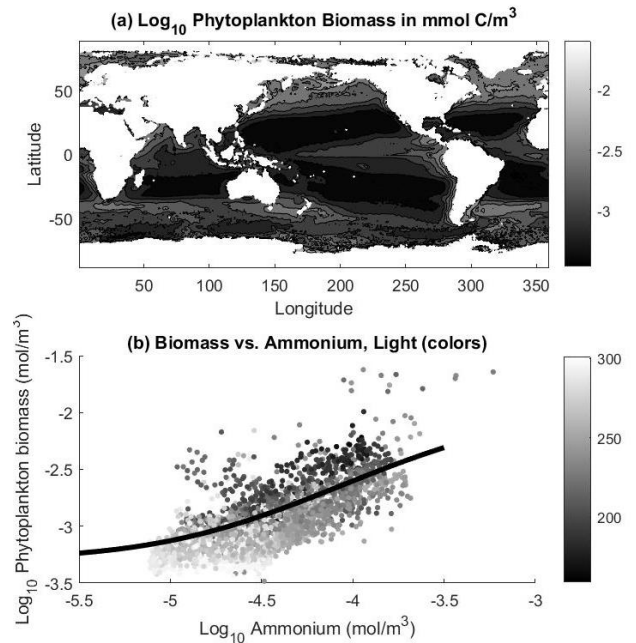 (a) Log10 Phytoplankton Biomass in mmol C/m3
50
0
-50
Latitude
50 100 150 200 250 300 350
Longitude
-2
-3
(b) Biomass vs. Ammonium, Light (colors)
-1.5
-2
-2.5
-3
-3.5
Log10 Phytoplankton biomass (mol/m3)
-5.5 -5 -4.5 -4 -3.5 -3
Log10 Ammonium (mol/m3)
300
250
200